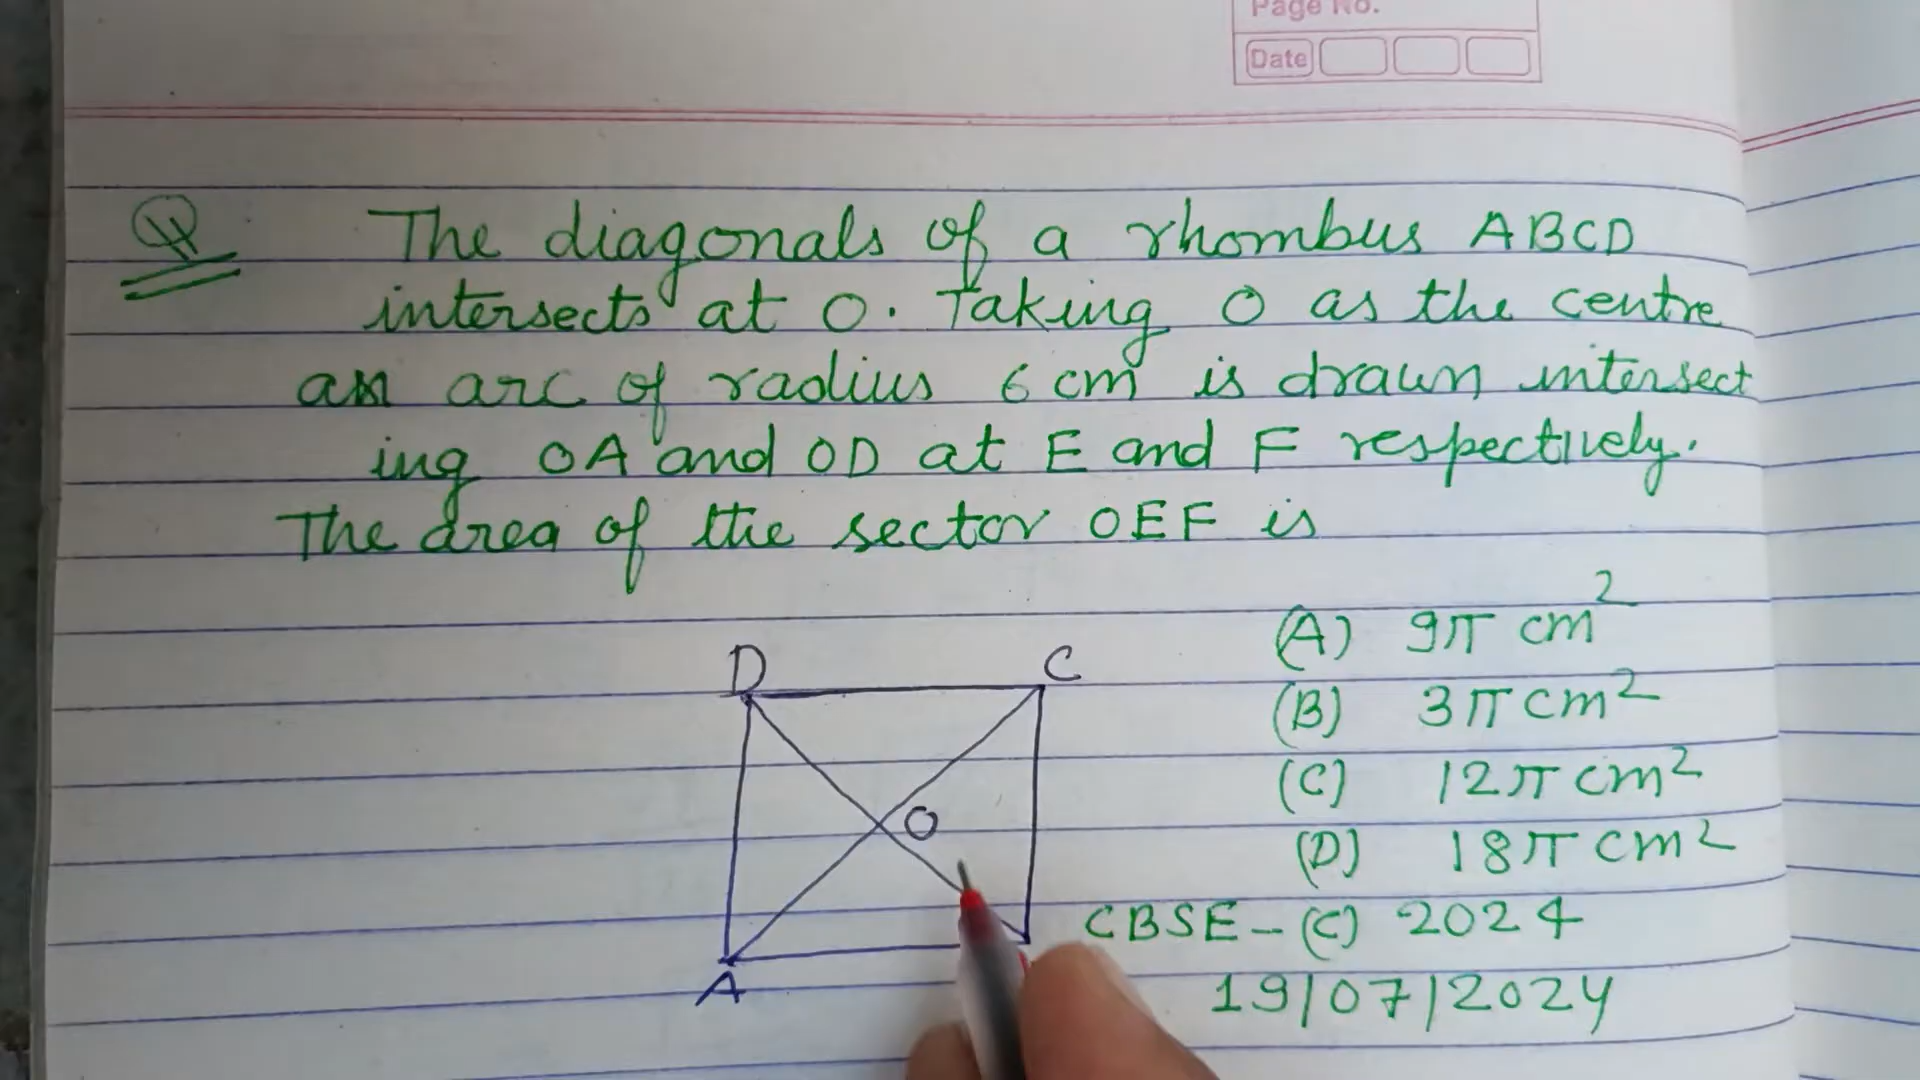 Page No.
Date
Q The diagonals of a rhombus ABCD
intersects at O. Taking O as the centre
an arc of radius 6 cm is drawn intersect
ing OA and OD at E and F respectively.
The area of the sector OEF is
(A) 9π cm²
(B) 3π cm²
(C) 12π cm²
(D) 18π cm²
D C
O
A
CBSE - (C) 2024
19/07/2024